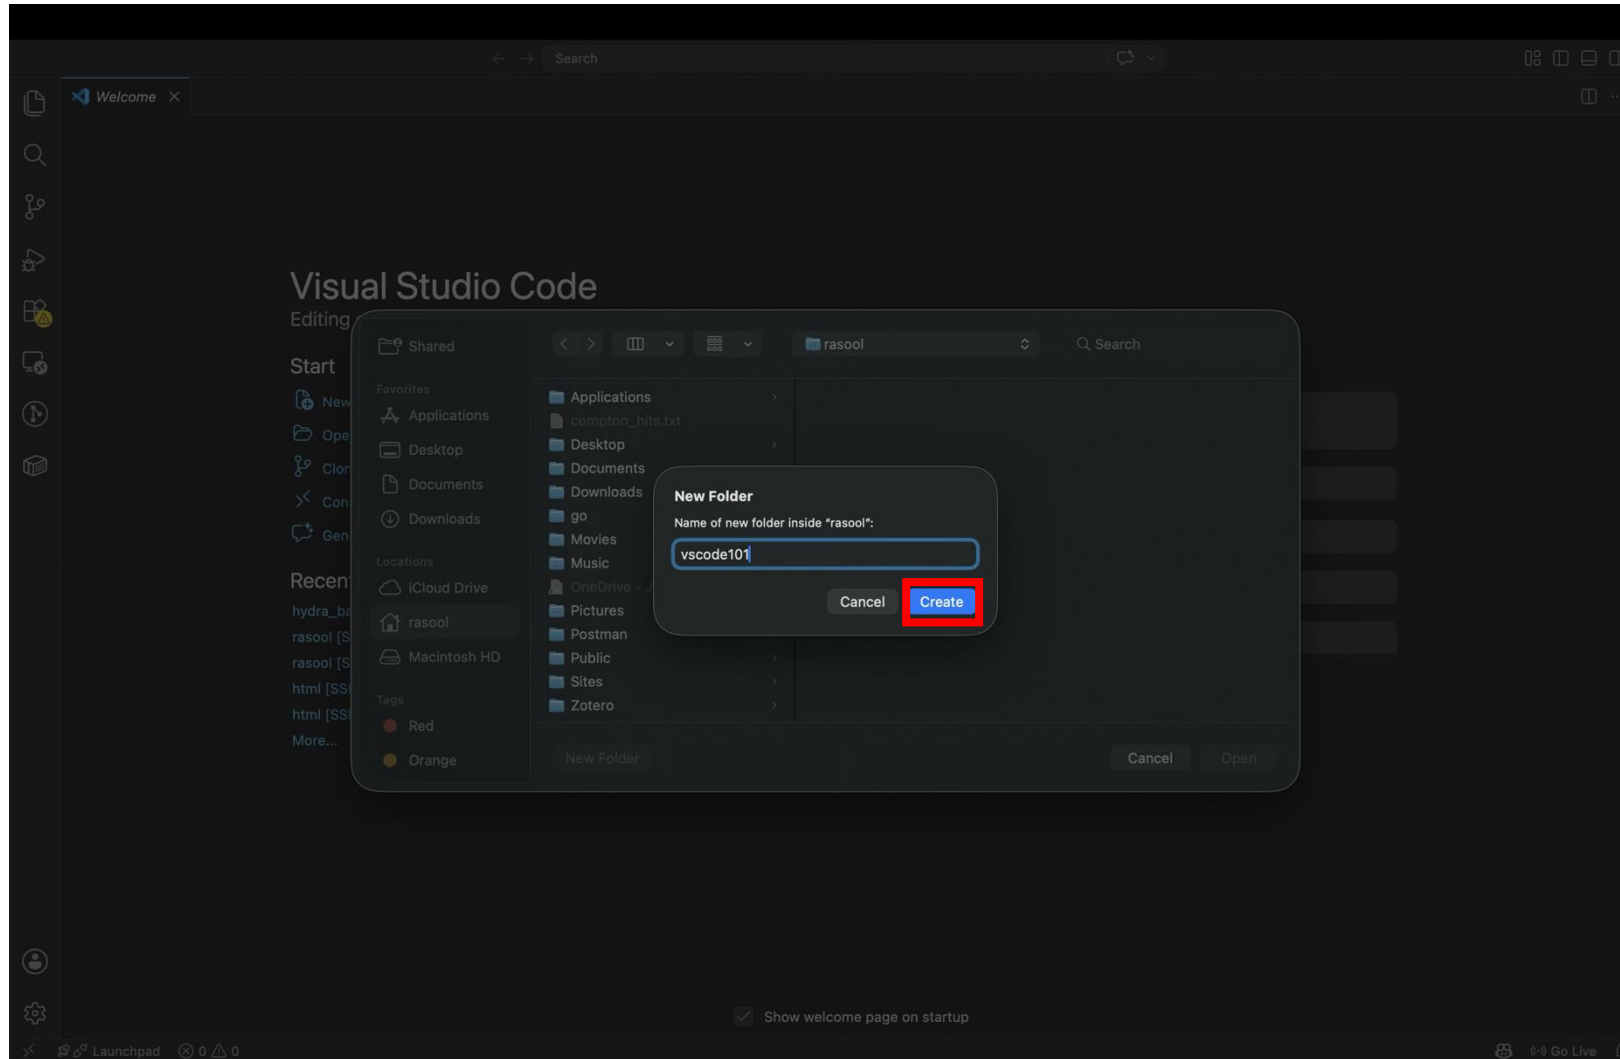 Search
Welcome
Visual Studio Code
Editing
Start
New
Ope
Clon
Con
Gen
Recen
hydra_ba
rasool [S
rasool [S
html [SSI
html [SSI
More...
Shared
Favorites
Applications
Desktop
Documents
Downloads
Locations
iCloud Drive
rasool
Macintosh HD
Tags
Red
Orange
rasool
Search
Applications
compton_hits.txt
Desktop
Documents
Downloads
go
Movies
Music
OneDrive - J
Pictures
Postman
Public
Sites
Zotero
New Folder
Cancel
Open
New Folder
Name of new folder inside “rasool”:
vscode101
Cancel
Create
Show welcome page on startup
Launchpad
0
0
Go Live